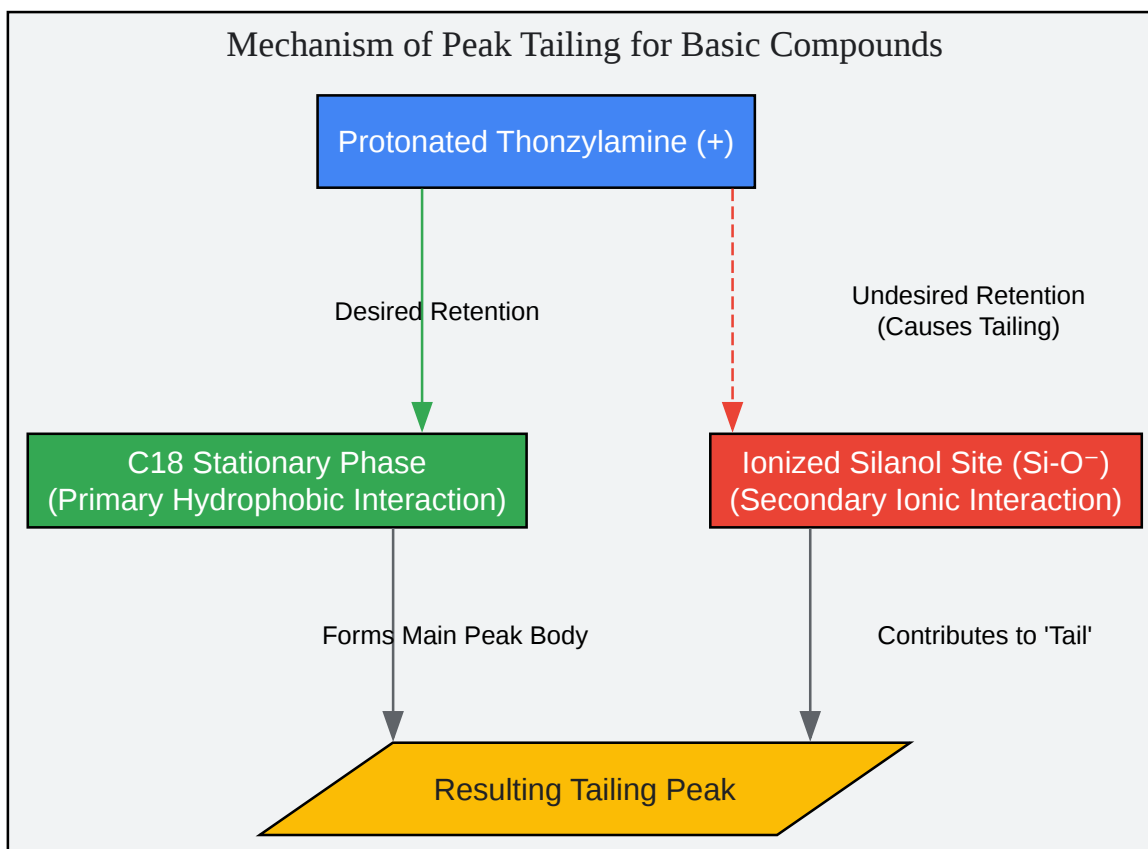 Mechanism of Peak Tailing for Basic Compounds
Protonated Thonzylamine (+)
Desired Retention
Undesired Retention
(Causes Tailing)
C18 Stationary Phase
(Primary Hydrophobic Interaction)
Ionized Silanol Site (Si-O⁻)
(Secondary Ionic Interaction)
Forms Main Peak Body
Contributes to 'Tail'
Resulting Tailing Peak